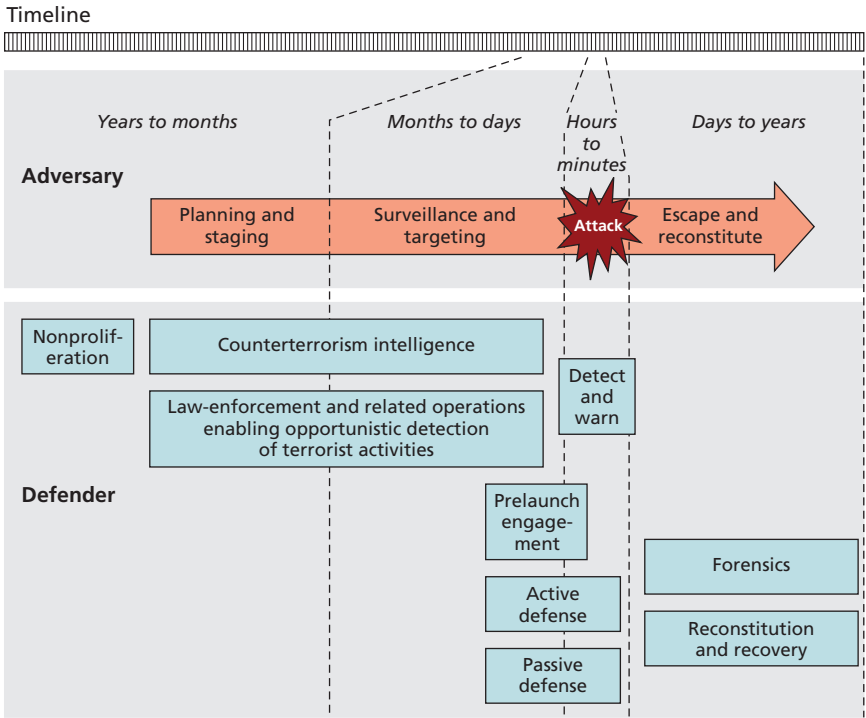 Timeline
Years to months
Months to days
Hours
to
minutes
Days to years
Adversary
Planning and
staging
Surveillance and
targeting
Attack
Escape and
reconstitute
Nonprolif-
eration
Counterterrorism intelligence
Law-enforcement and related operations
enabling opportunistic detection
of terrorist activities
Detect
and
warn
Defender
Prelaunch
engage-
ment
Active
defense
Passive
defense
Forensics
Reconstitution
and recovery